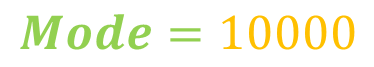 Mode = 10000